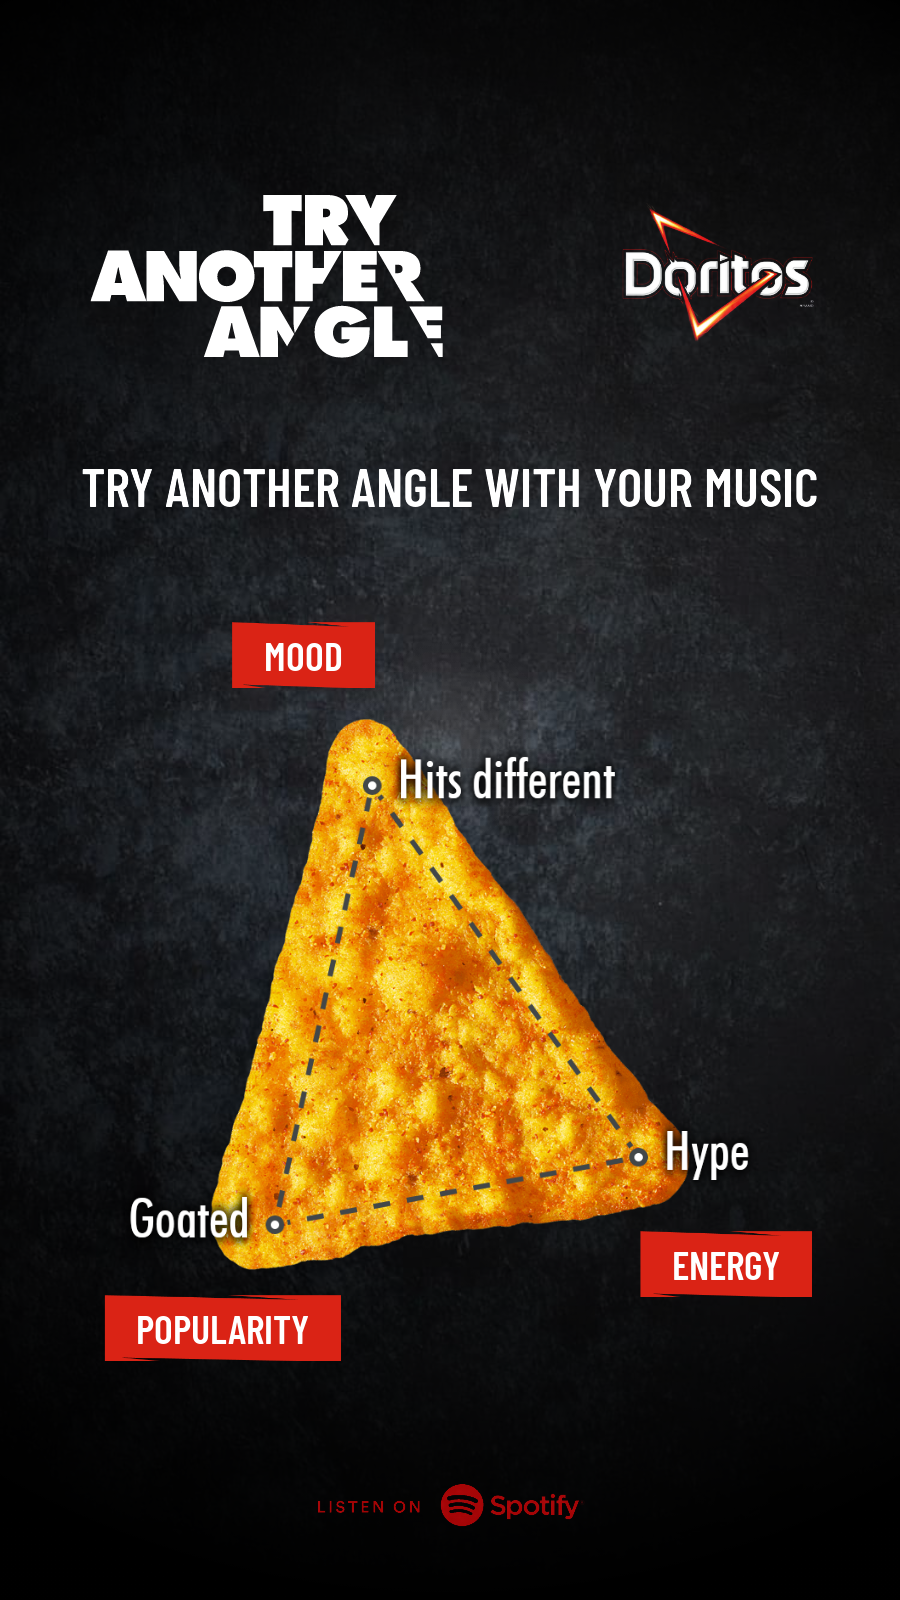 TRY
ANOTHER
ANGLE
Doritos
TRY ANOTHER ANGLE WITH YOUR MUSIC
MOOD
Hits different
Hype
Goated
ENERGY
POPULARITY
LISTEN ON Spotify